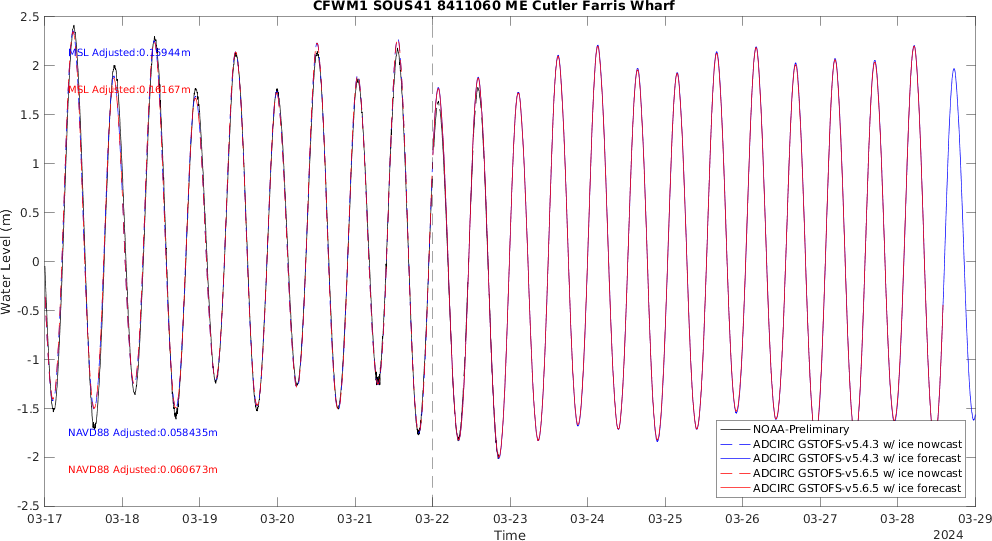 CFWM1 SOUS41 8411060 ME Cutler Farris Wharf
2.5
2
1.5
1
0.5
0
-0.5
-1
-1.5
-2
-2.5
Water Level (m)
MSL Adjusted:0.15944m
MSL Adjusted:0.16167m
NAVD88 Adjusted:0.058435m
NAVD88 Adjusted:0.060673m
NOAA-Preliminary
ADCIRC GSTOFS-v5.4.3 w/ ice nowcast
ADCIRC GSTOFS-v5.4.3 w/ ice forecast
ADCIRC GSTOFS-v5.6.5 w/ ice nowcast
ADCIRC GSTOFS-v5.6.5 w/ ice forecast
03-17 03-18 03-19 03-20 03-21 03-22 03-23 03-24 03-25 03-26 03-27 03-28 03-29
Time
2024